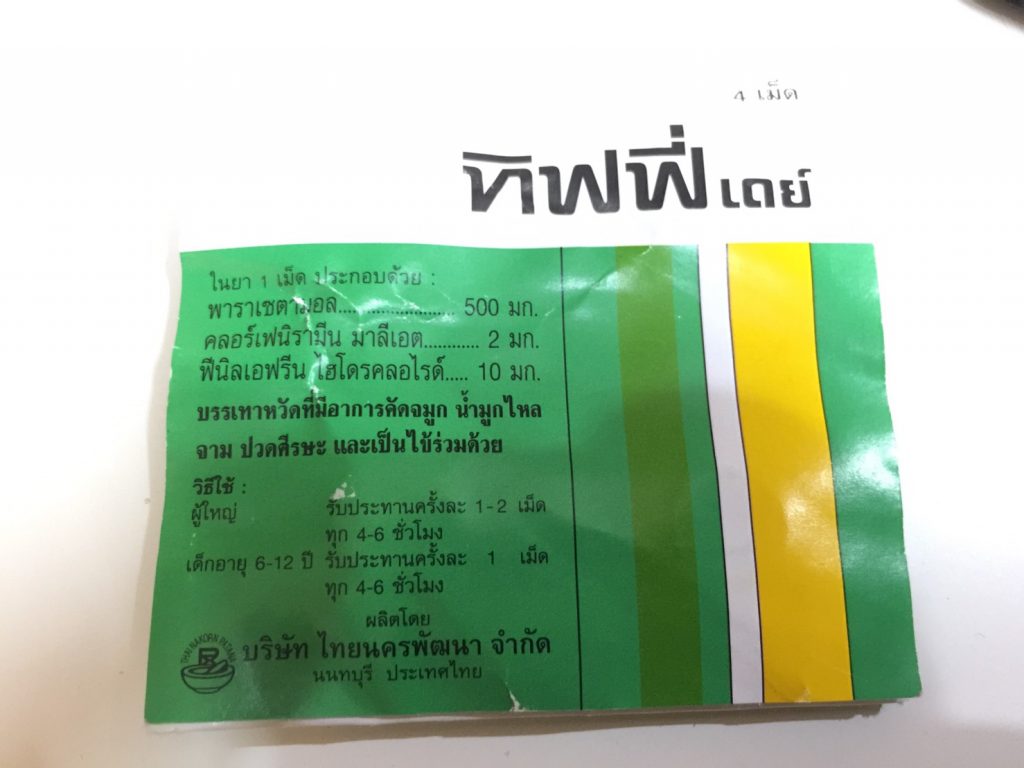 4 เม็ด
ทิฟฟี่ เดย์
ในยา 1 เม็ด ประกอบด้วย :
พาราเซตามอล........................ 500 มก.
คลอร์เฟนิรามีน มาลีเอต............ 2 มก.
ฟีนิลเอฟรีน ไฮโดรคลอไรด์..... 10 มก.
บรรเทาหวัดที่มีอาการคัดจมูก น้ำมูกไหล
จาม ปวดศีรษะ และเป็นไข้ร่วมด้วย
วิธีใช้ :
ผู้ใหญ่ รับประทานครั้งละ 1-2 เม็ด
ทุก 4-6 ชั่วโมง
เด็กอายุ 6-12 ปี รับประทานครั้งละ 1 เม็ด
ทุก 4-6 ชั่วโมง
ผลิตโดย
THAI NAKORN PATANA
บริษัท ไทยนครพัฒนา จำกัด
นนทบุรี ประเทศไทย